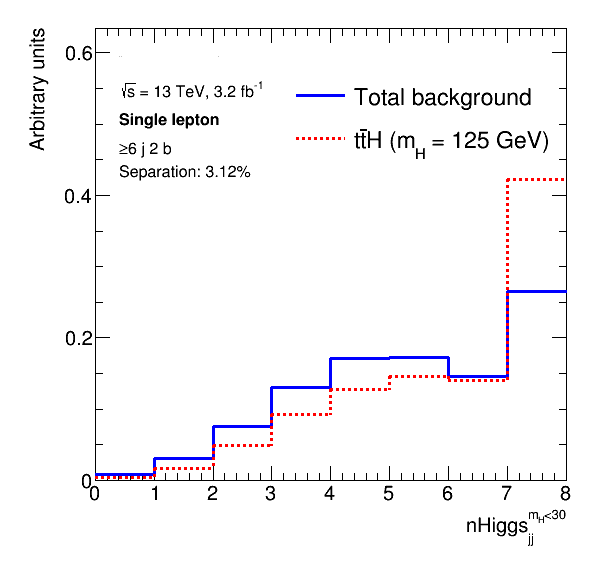 Arbitrary units
0.6
0.4
0.2
0
√s = 13 TeV, 3.2 fb⁻¹
Single lepton
≥6 j 2 b
Separation: 3.12%
Total background
tt̄H (m_H = 125 GeV)
0 1 2 3 4 5 6 7 8
nHiggs_jj^{m_H<30}